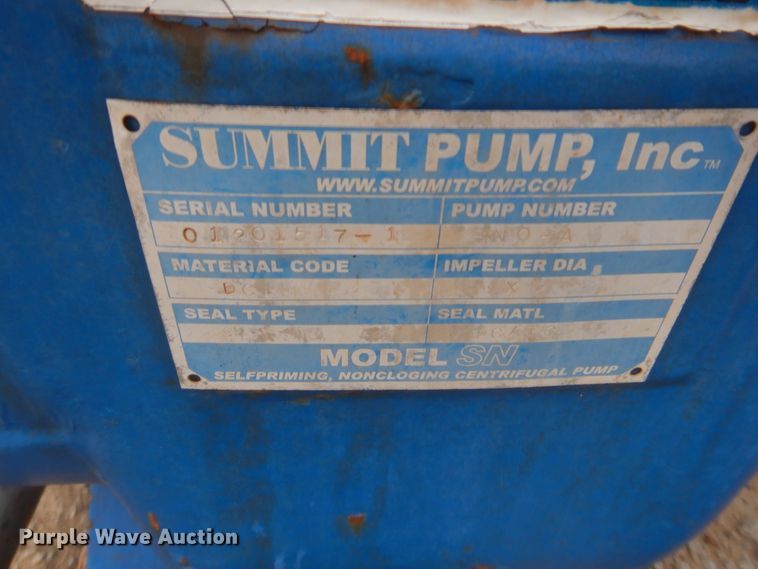 SUMMIT PUMP, Inc TM
WWW.SUMMITPUMP.COM
SERIAL NUMBER PUMP NUMBER
MATERIAL CODE IMPELLER DIA.
SEAL TYPE SEAL MATL
MODEL SN
SELFPRIMING, NONCLOGING CENTRIFUGAL PUMP
Purple Wave Auction